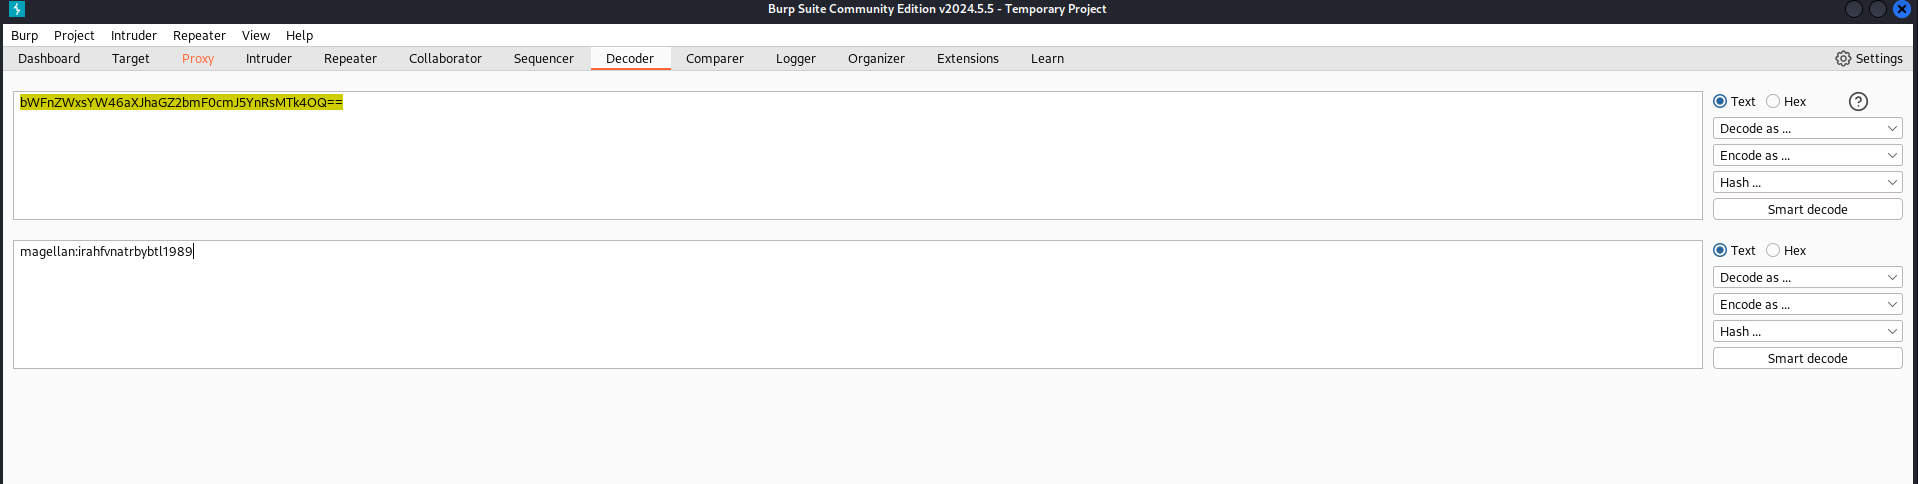 Burp Suite Community Edition v2024.5.5 - Temporary Project
Burp Project Intruder Repeater View Help
Dashboard Target Proxy Intruder Repeater Collaborator Sequencer Decoder Comparer Logger Organizer Extensions Learn Settings
bWFnZWxsYW46aXJhaGZ2bmF0cmJ5YnRsMTk4OQ==
Text Hex ?
Decode as ...
Encode as ...
Hash ...
Smart decode
magellan:irahfvnatrbybtl1989
Text Hex
Decode as ...
Encode as ...
Hash ...
Smart decode